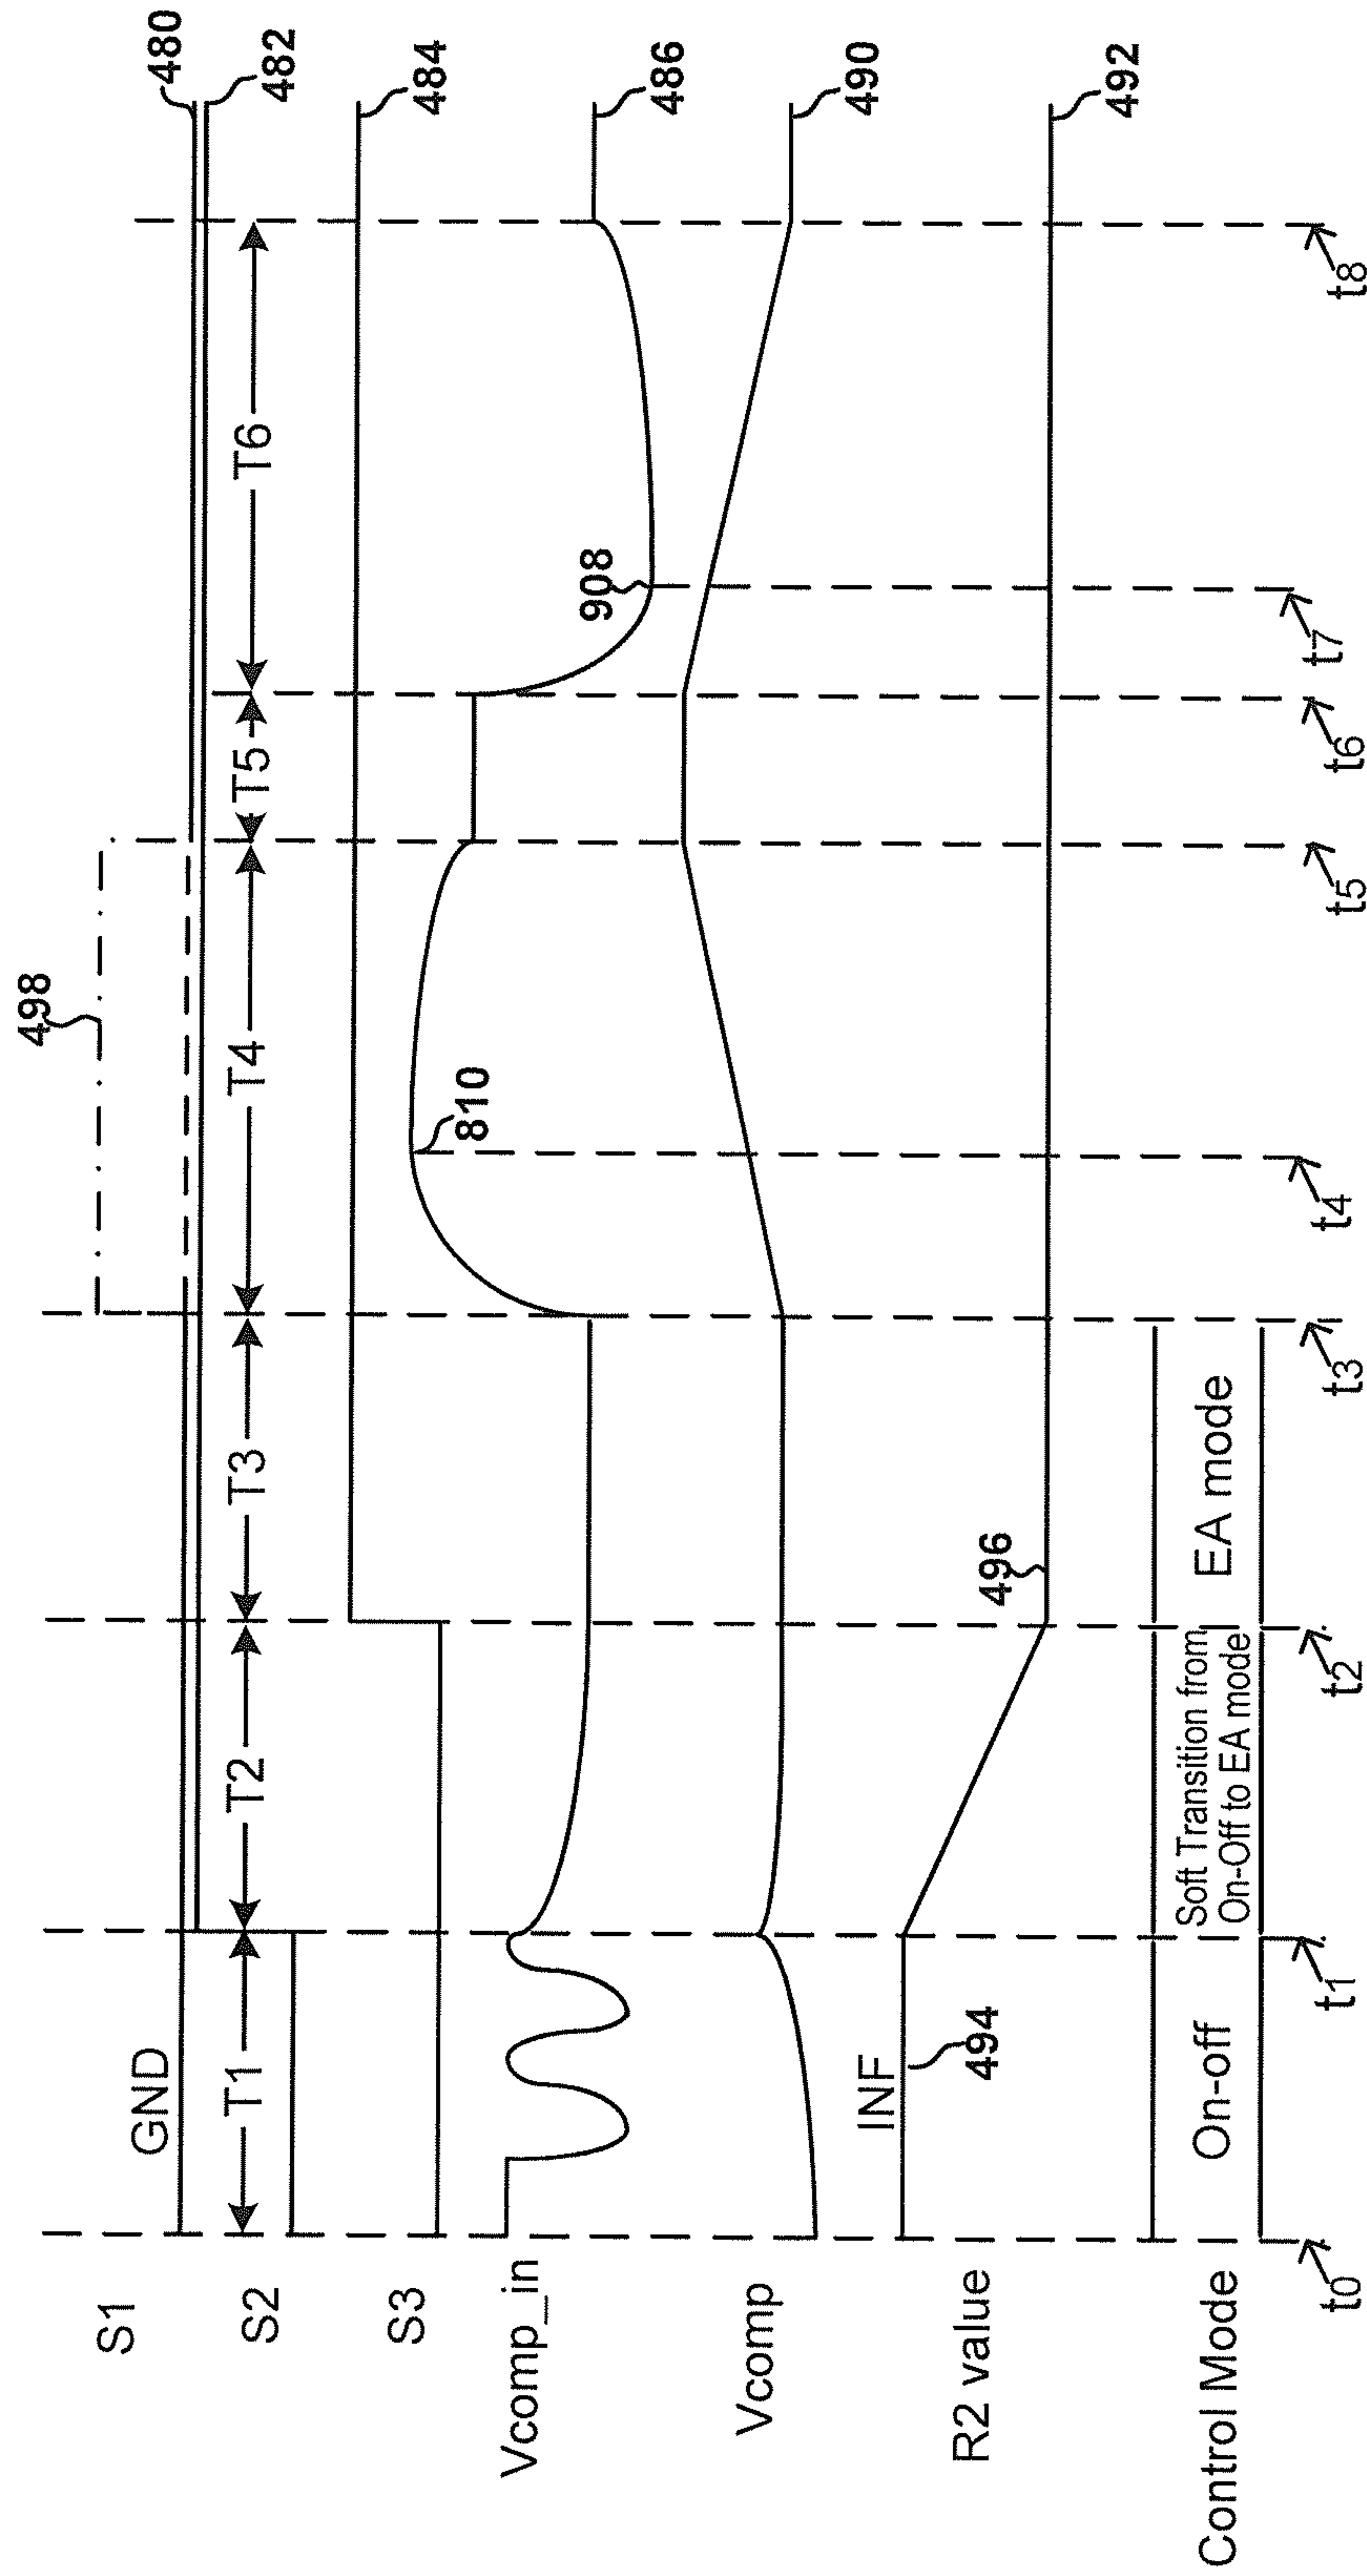 498
480
482
484
486
490
492
S1
GND
S2
T1
T2
T3
T4
T5
T6
S3
Vcomp_in
810
908
Vcomp
R2 value
INF
494
496
Control Mode
On-off
Soft Transition from
On-Off to EA mode
EA mode
t0
t1
t2
t3
t4
t5
t6
t7
t8